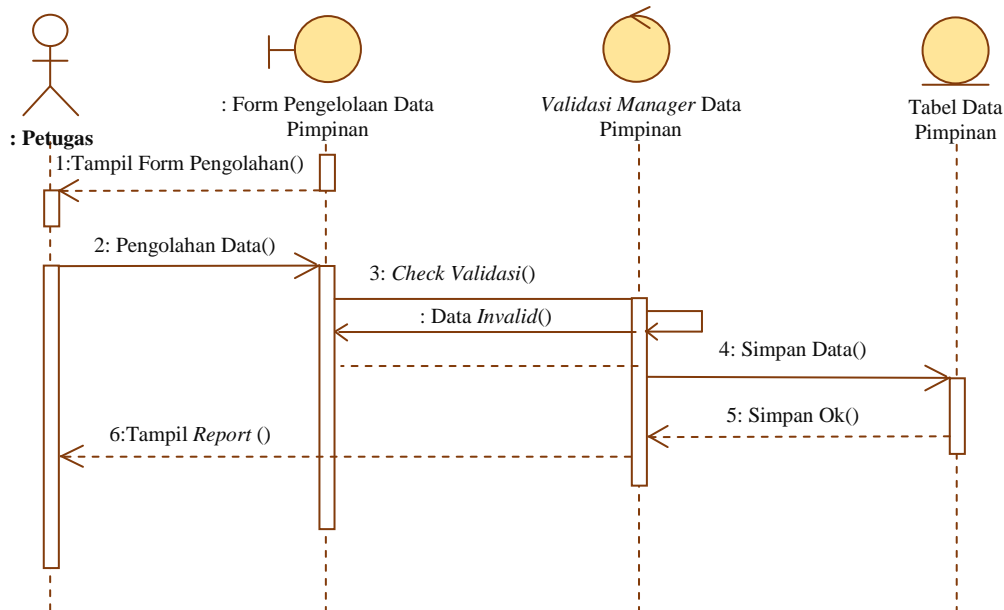 : Petugas
: Form Pengelolaan Data
Pimpinan
Validasi Manager Data
Pimpinan
Tabel Data
Pimpinan
1:Tampil Form Pengolahan()
2: Pengolahan Data()
3: Check Validasi()
: Data Invalid()
4: Simpan Data()
5: Simpan Ok()
6:Tampil Report ()